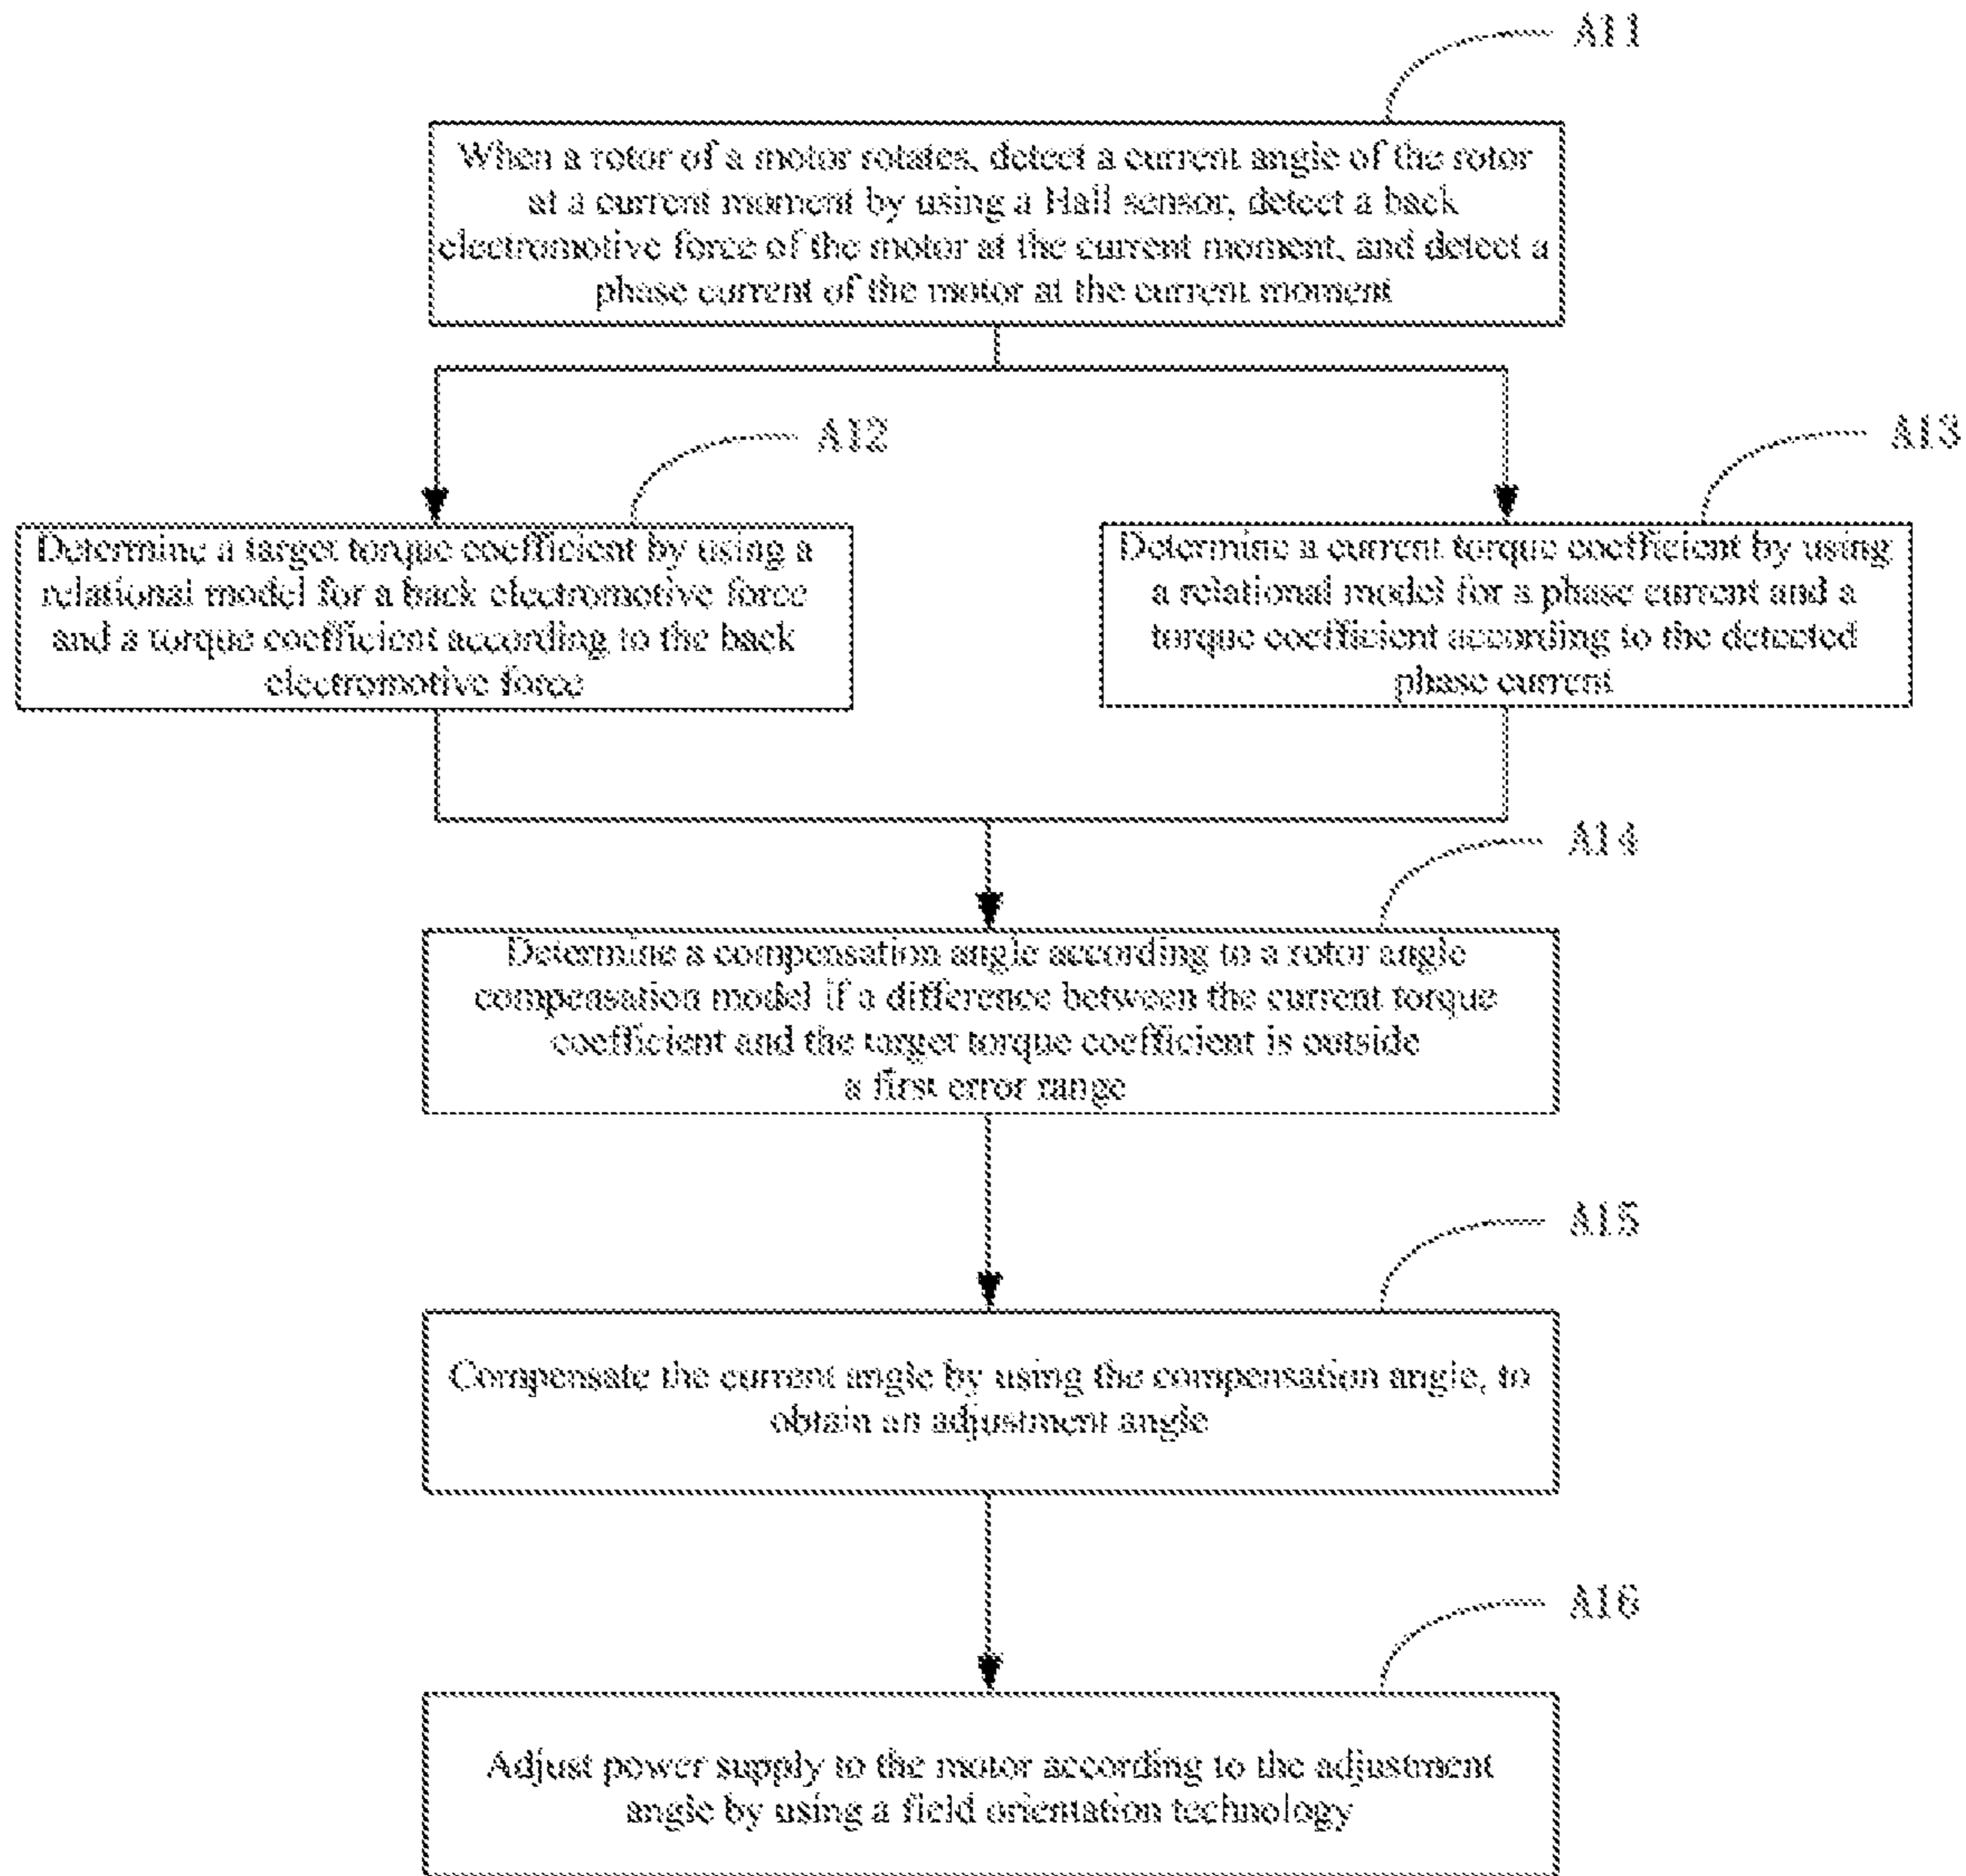 A11
When a rotor of a motor rotates, detect a current angle of the rotor
at a current moment by using a Hall sensor, detect a back
electromotive force of the motor at the current moment, and detect a
phase current of the motor at the current moment
A12
Determine a target torque coefficient by using a
relational model for a back electromotive force
and a torque coefficient according to the back
electromotive force
A13
Determine a current torque coefficient by using
a relational model for a phase current and a
torque coefficient according to the detected
phase current
A14
Determine a compensation angle according to a rotor angle
compensation model if a difference between the current torque
coefficient and the target torque coefficient is outside
a first error range
A15
Compensate the current angle by using the compensation angle, to
obtain an adjustment angle
A16
Adjust power supply to the motor according to the adjustment
angle by using a field orientation technology